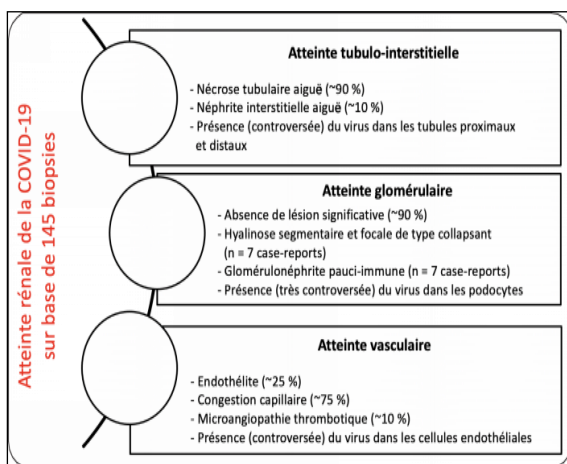 Atteinte rénale de la COVID-19
sur base de 145 biopsies
Atteinte tubulo-interstitielle
- Nécrose tubulaire aiguë (~90 %)
- Néphrite interstitielle aiguë (~10 %)
- Présence (controversée) du virus dans les tubules proximaux
et distaux
Atteinte glomérulaire
- Absence de lésion significative (~90 %)
- Hyalinose segmentaire et focale de type collapsant
(n = 7 case-reports)
- Glomérulonéphrite pauci-immune (n = 7 case-reports)
- Présence (très controversée) du virus dans les podocytes
Atteinte vasculaire
- Endothélite (~25 %)
- Congestion capillaire (~75 %)
- Microangiopathie thrombotique (~10 %)
- Présence (controversée) du virus dans les cellules endothéliales